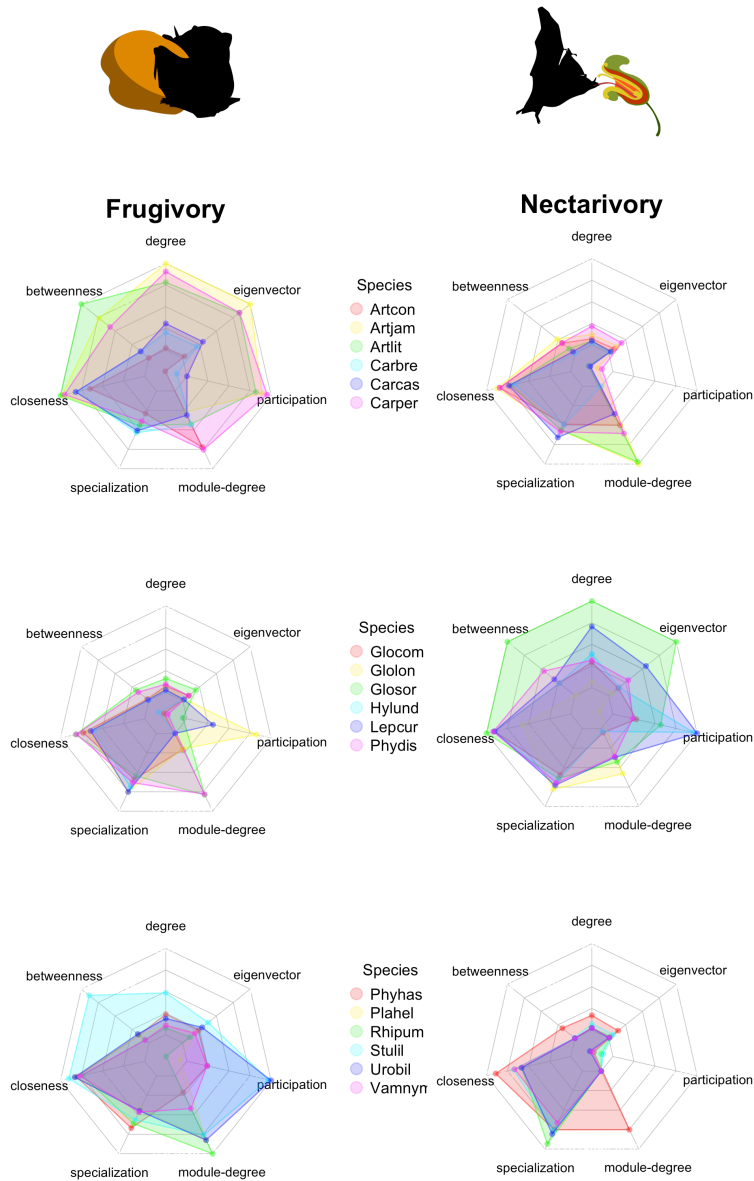 Frugivory
Nectarivory
degree
betweenness
eigenvector
closeness
participation
specialization
module-degree
Species
Artcon
Artjam
Artlit
Carbre
Carcas
Carper
degree
betweenness
eigenvector
closeness
participation
specialization
module-degree
degree
betweenness
eigenvector
closeness
participation
specialization
module-degree
Species
Glocom
Glolon
Glosor
Hylund
Lepcur
Phydis
degree
betweenness
eigenvector
closeness
participation
specialization
module-degree
degree
betweenness
eigenvector
closeness
participation
specialization
module-degree
Species
Phyhas
Plahel
Rhipum
Stulil
Urobil
Vamnym
degree
betweenness
eigenvector
closeness
participation
specialization
module-degree